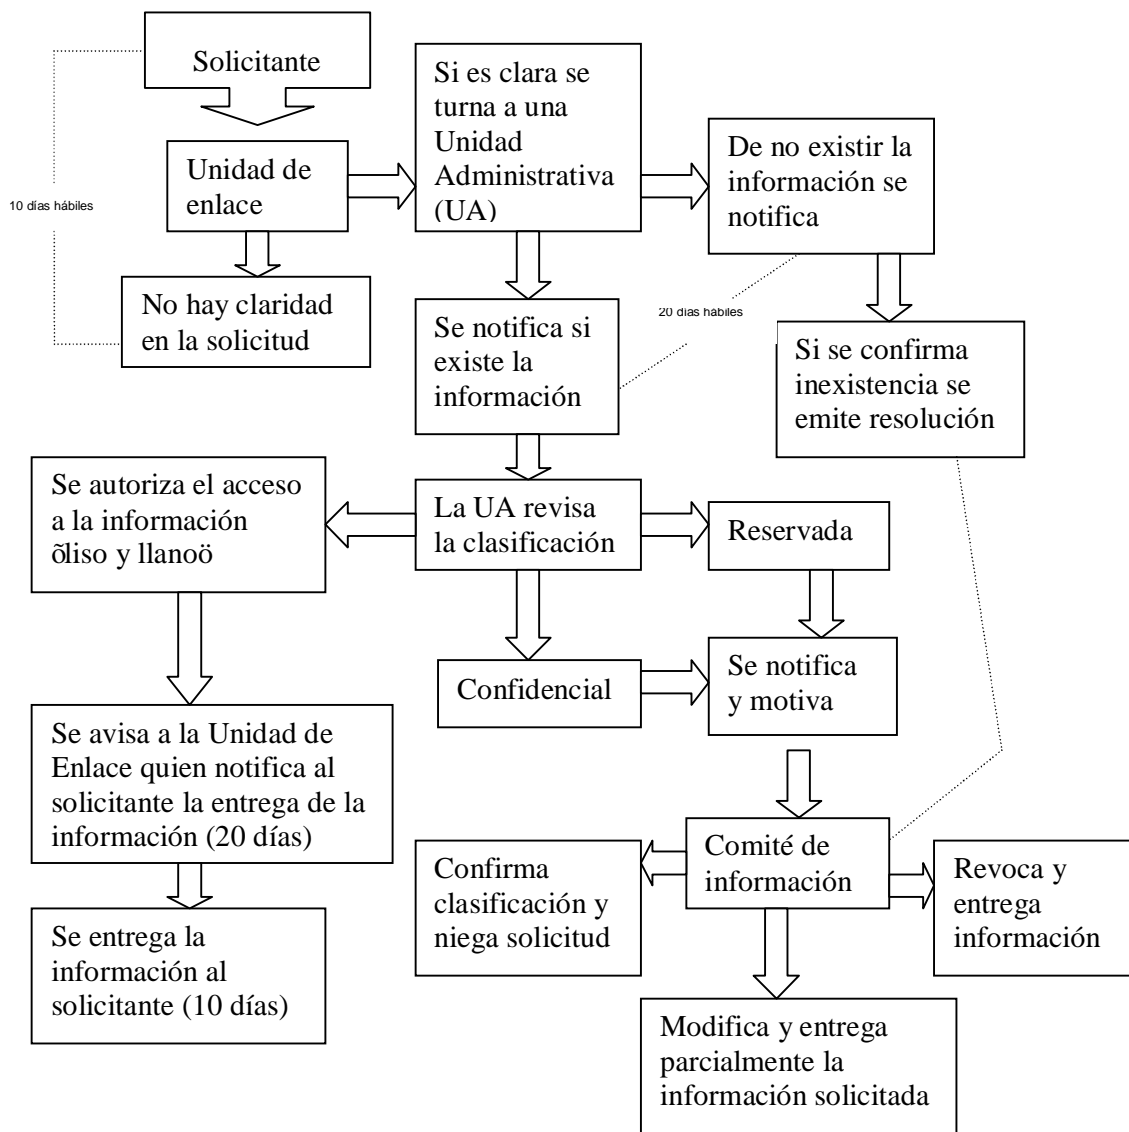 Solicitante
Si es clara se
turna a una
Unidad
Administrativa
(UA)
De no existir la
información se
notifica
Unidad de
enlace
10 días hábiles
No hay claridad
en la solicitud
Se notifica si
existe la
información
20 días hábiles
Si se confirma
inexistencia se
emite resolución
Se autoriza el acceso
a la información
õliso y llanoö
La UA revisa
la clasificación
Reservada
Confidencial
Se notifica
y motiva
Se avisa a la Unidad de
Enlace quien notifica al
solicitante la entrega de la
información (20 días)
Comité de
información
Confirma
clasificación y
niega solicitud
Revoca y
entrega
información
Se entrega la
información al
solicitante (10 días)
Modifica y entrega
parcialmente la
información solicitada